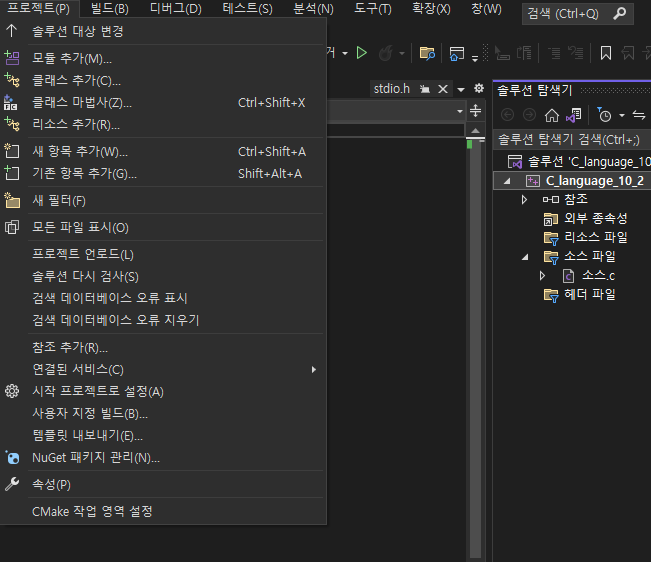 프로젝트(P) 빌드(B) 디버그(D) 테스트(S) 분석(N) 도구(T) 확장(X) 창(W) 검색 (Ctrl+Q)
솔루션 대상 변경
모듈 추가(M)...
클래스 추가(C)...
클래스 마법사(Z)... Ctrl+Shift+X
리소스 추가(R)...
새 항목 추가(W)... Ctrl+Shift+A
기존 항목 추가(G)... Shift+Alt+A
새 필터(F)
모든 파일 표시(O)
프로젝트 언로드(L)
솔루션 다시 검사(S)
검색 데이터베이스 오류 표시
검색 데이터베이스 오류 지우기
참조 추가(R)...
연결된 서비스(C)
시작 프로젝트로 설정(A)
사용자 지정 빌드(B)...
템플릿 내보내기(E)...
NuGet 패키지 관리(N)...
속성(P)
CMake 작업 영역 설정
거
stdio.h
솔루션 탐색기
솔루션 탐색기 검색(Ctrl+;)
솔루션 'C_language_10
C_language_10_2
참조
외부 종속성
리소스 파일
소스 파일
소스.c
헤더 파일